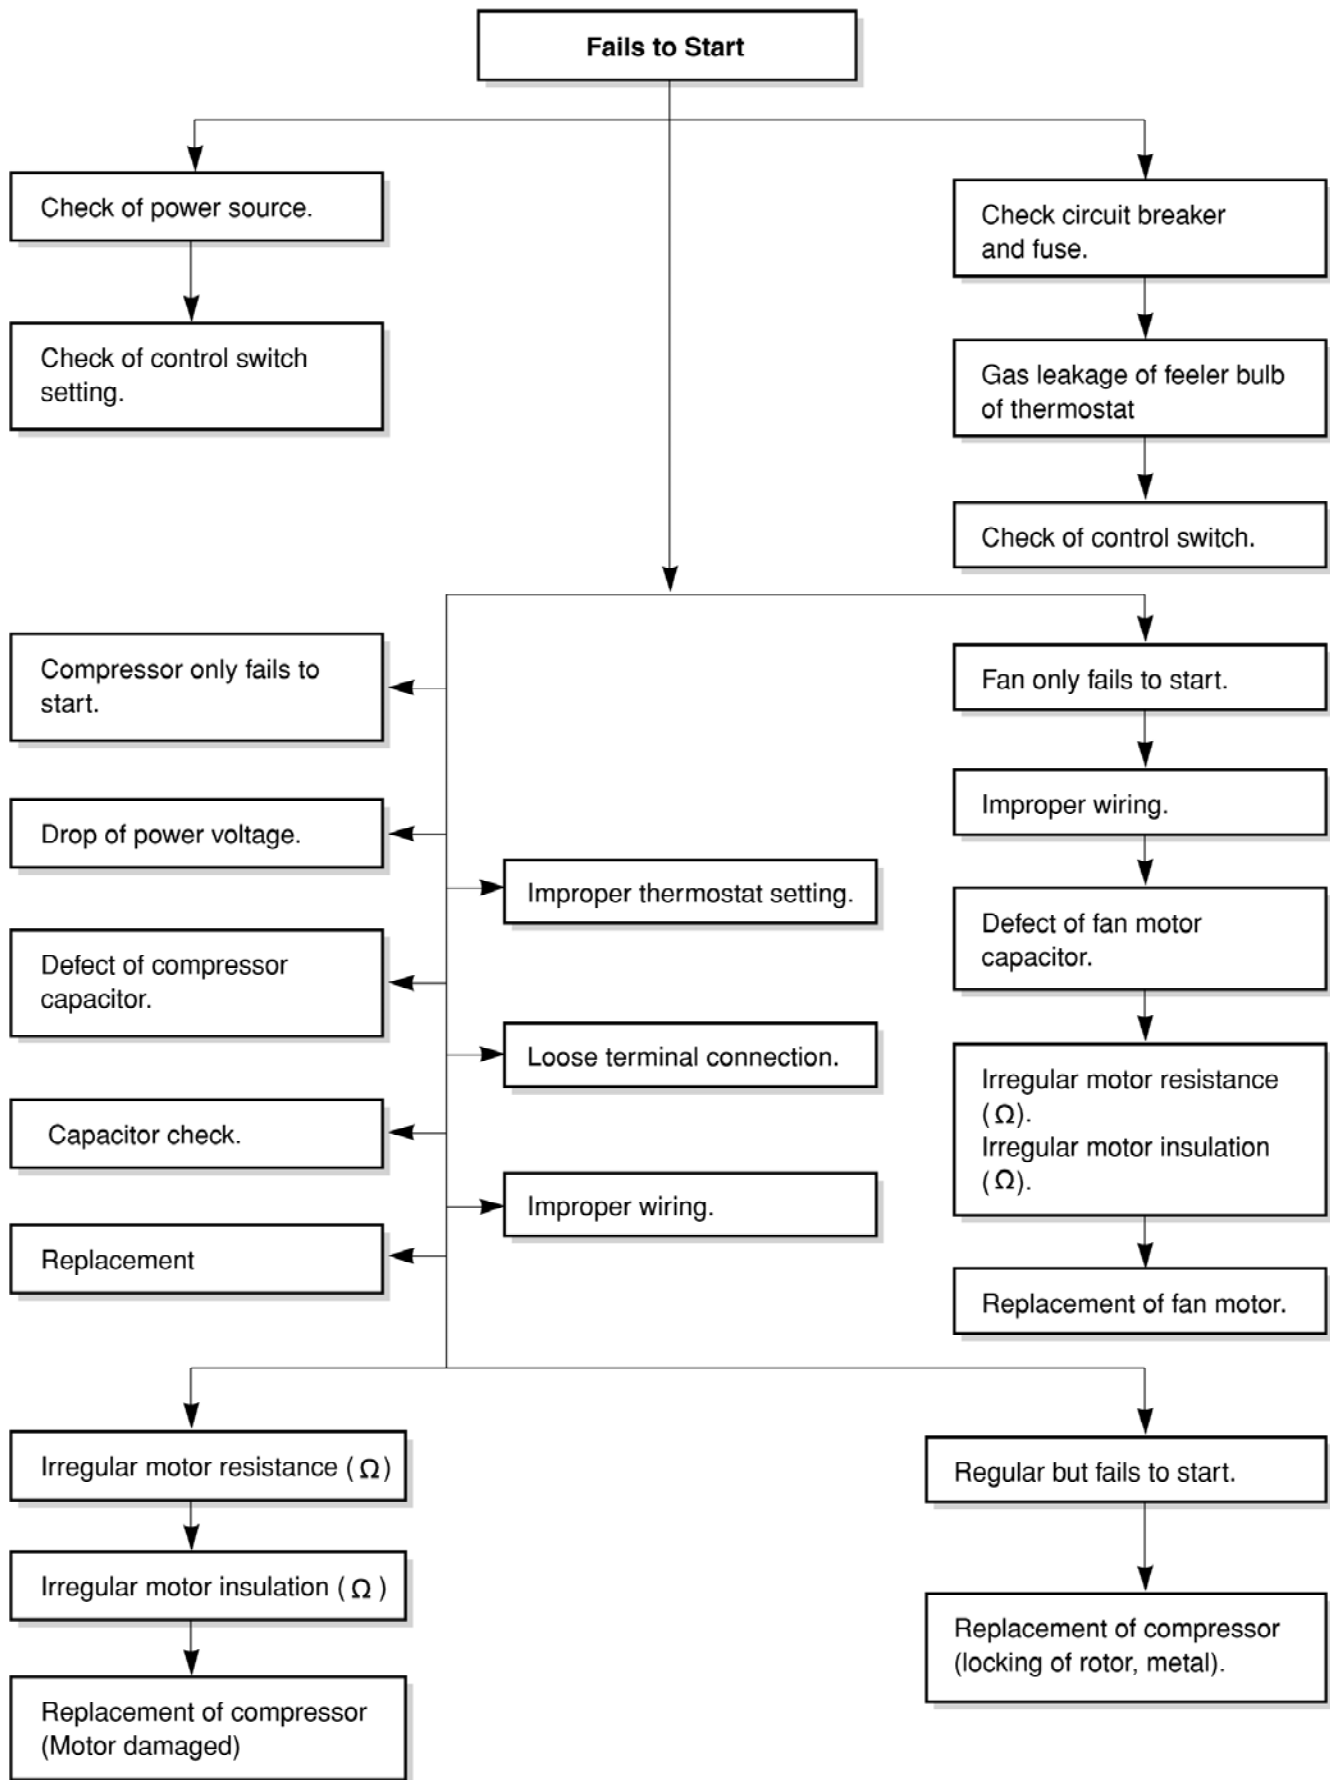 Fails to Start
Check of power source.
Check circuit breaker
and fuse.
Check of control switch
setting.
Gas leakage of feeler bulb
of thermostat
Check of control switch.
Compressor only fails to
start.
Fan only fails to start.
Drop of power voltage.
Improper wiring.
Improper thermostat setting.
Defect of compressor
capacitor.
Defect of fan motor
capacitor.
Loose terminal connection.
Irregular motor resistance
(Ω).
Irregular motor insulation
(Ω).
Capacitor check.
Improper wiring.
Replacement
Replacement of fan motor.
Irregular motor resistance (Ω)
Regular but fails to start.
Irregular motor insulation (Ω )
Replacement of compressor
(locking of rotor, metal).
Replacement of compressor
(Motor damaged)